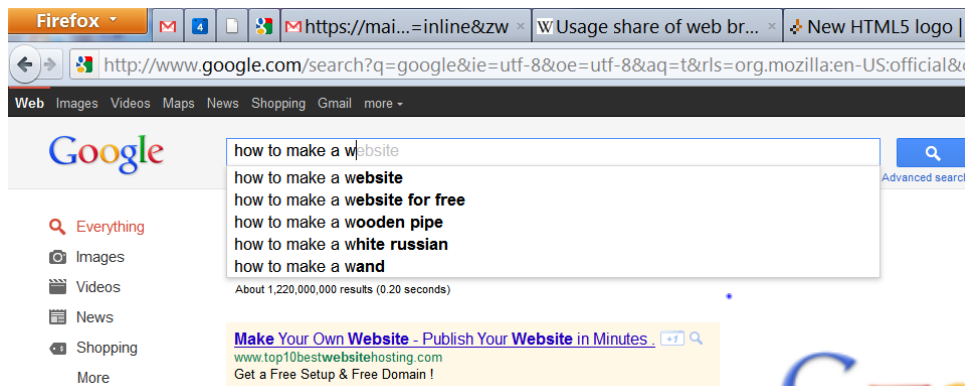 Firefox
4
https://mai...=inline&zw
Usage share of web br...
New HTML5 logo |
http://www.google.com/search?q=google&ie=utf-8&oe=utf-8&aq=t&rls=org.mozilla:en-US:official&
Web Images Videos Maps News Shopping Gmail more
Google
how to make a website
Advanced search
how to make a website
how to make a website for free
how to make a wooden pipe
how to make a white russian
how to make a wand
Everything
Images
Videos
News
Shopping
More
About 1,220,000,000 results (0.20 seconds)
Make Your Own Website - Publish Your Website in Minutes . +1
www.top10bestwebsitehosting.com
Get a Free Setup & Free Domain !